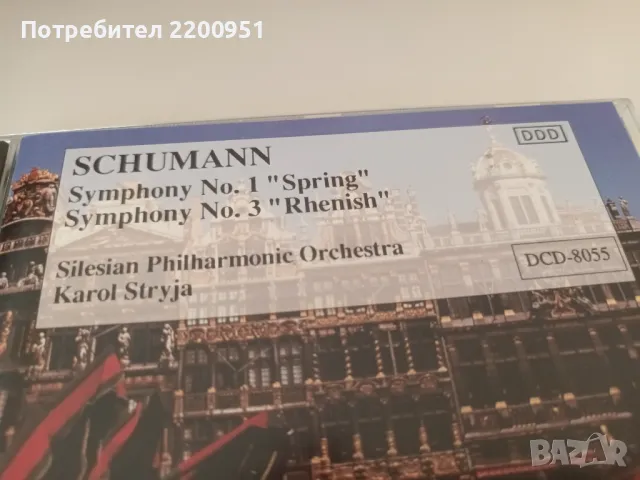 Потребител 2200951
DDD
SCHUMANN
Symphony No. 1 "Spring"
Symphony No. 3 "Rhenish"
Silesian Philharmonic Orchestra
Karol Stryja
DCD-8055
BAZAR